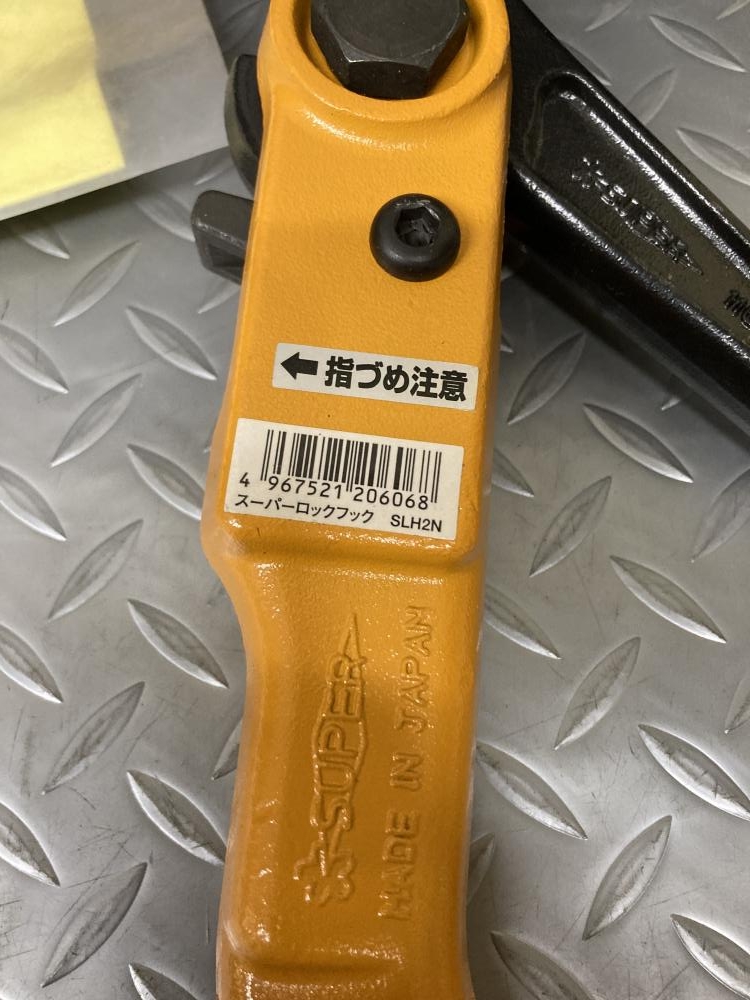 SUPER
指づめ注意
4 967521 206068
スーパーロックフック SLH2N
SUPER
MADE IN JAPAN